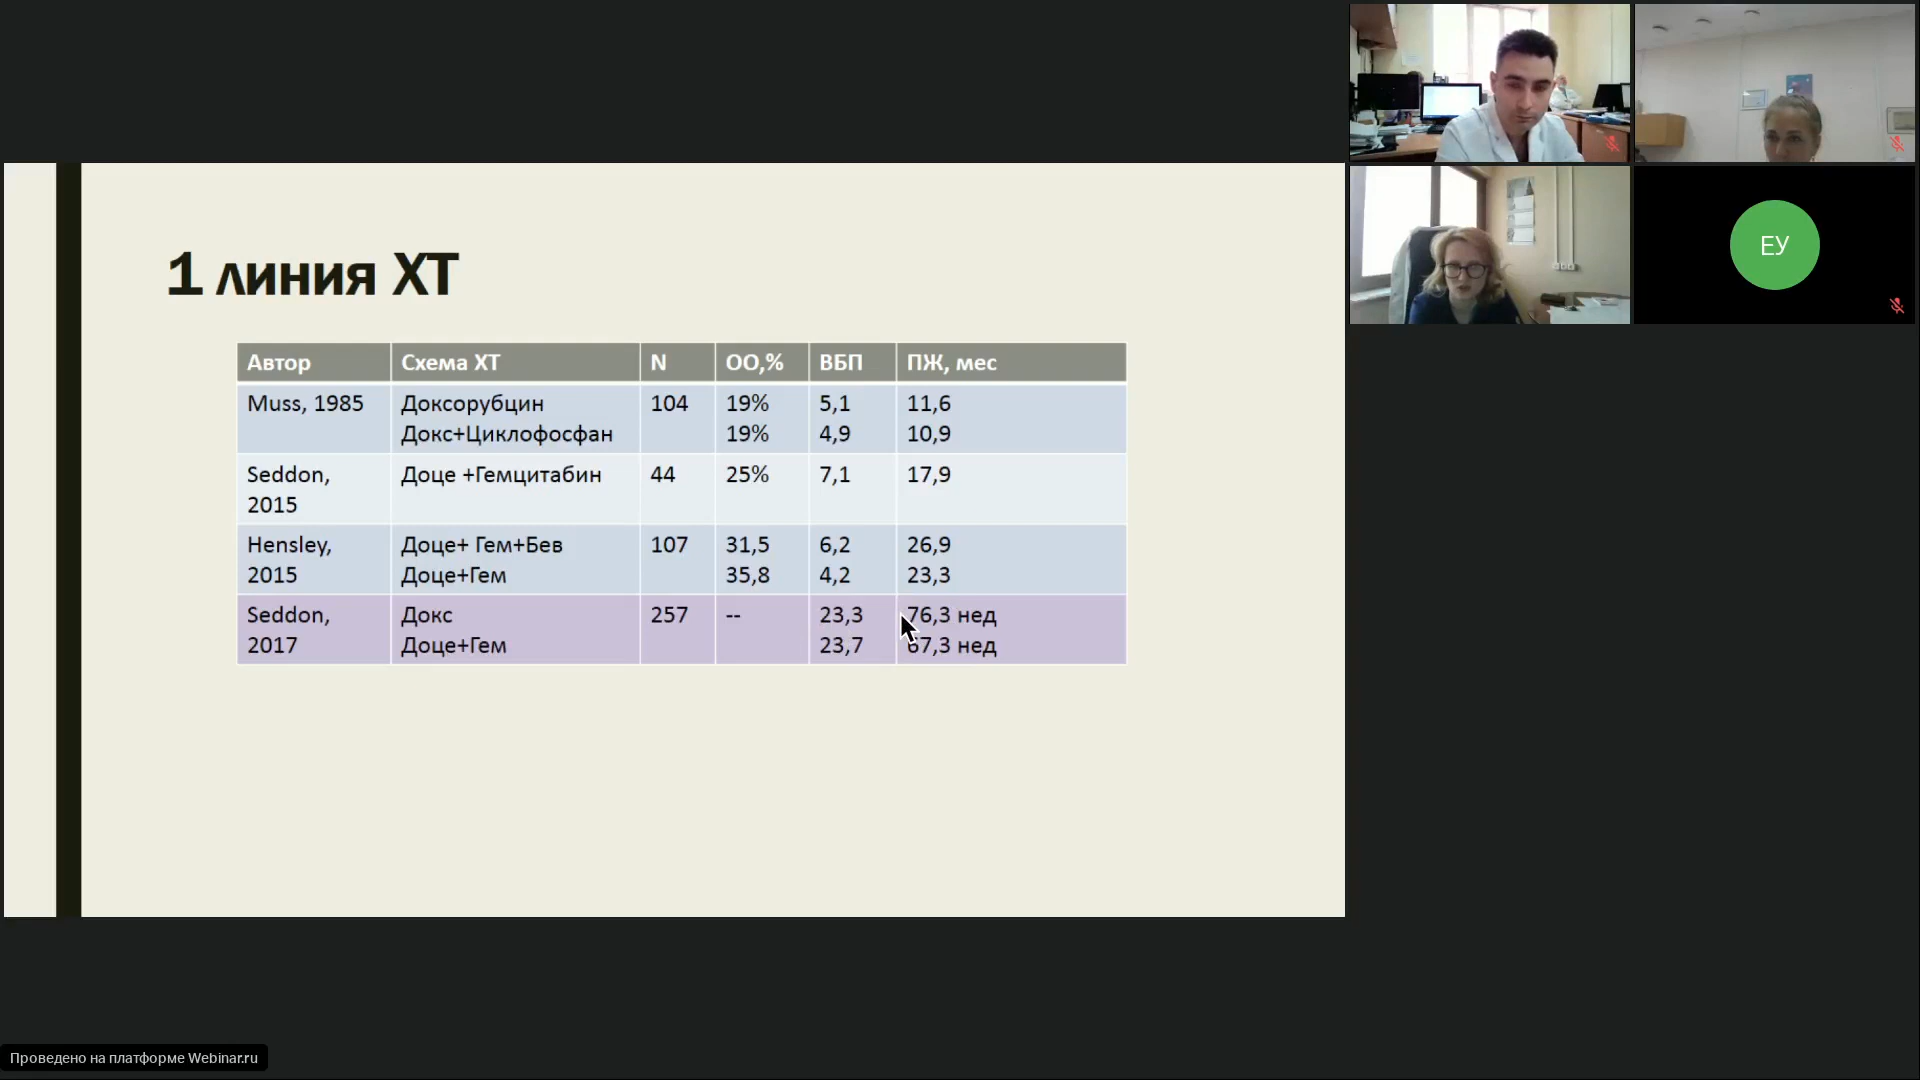 1 линия ХТ
Автор Схема ХТ N ОО,% ВБП ПЖ, мес
Muss, 1985 Доксорубцин 104 19% 5,1 11,6
Докс+Циклофосфан 19% 4,9 10,9
Seddon, Доце +Гемцитабин 44 25% 7,1 17,9
2015
Hensley, Доце+ Гем+Бев 107 31,5 6,2 26,9
2015 Доце+Гем 35,8 4,2 23,3
Seddon, Докс 257 -- 23,3 76,3 нед
2017 Доце+Гем 23,7 67,3 нед
ЕУ
Проведено на платформе Webinar.ru